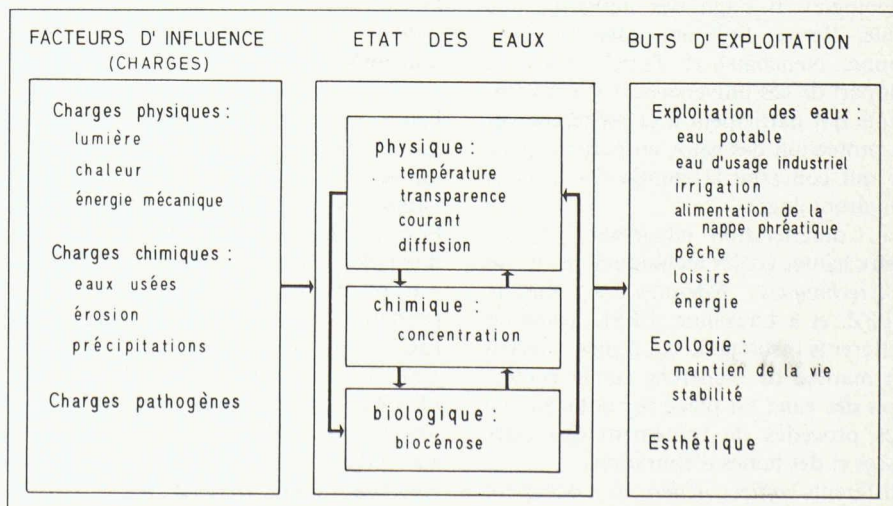 FACTEURS D'INFLUENCE
(CHARGES)
Charges physiques :
lumière
chaleur
énergie mécanique
Charges chimiques :
eaux usées
érosion
précipitations
Charges pathogènes
ETAT DES EAUX
physique :
température
transparence
courant
diffusion
chimique :
concentration
biologique :
biocénose
BUTS D'EXPLOITATION
Exploitation des eaux :
eau potable
eau d'usage industriel
irrigation
alimentation de la
nappe phréatique
pêche
loisirs
énergie
Ecologie :
maintien de la vie
stabilité
Esthétique